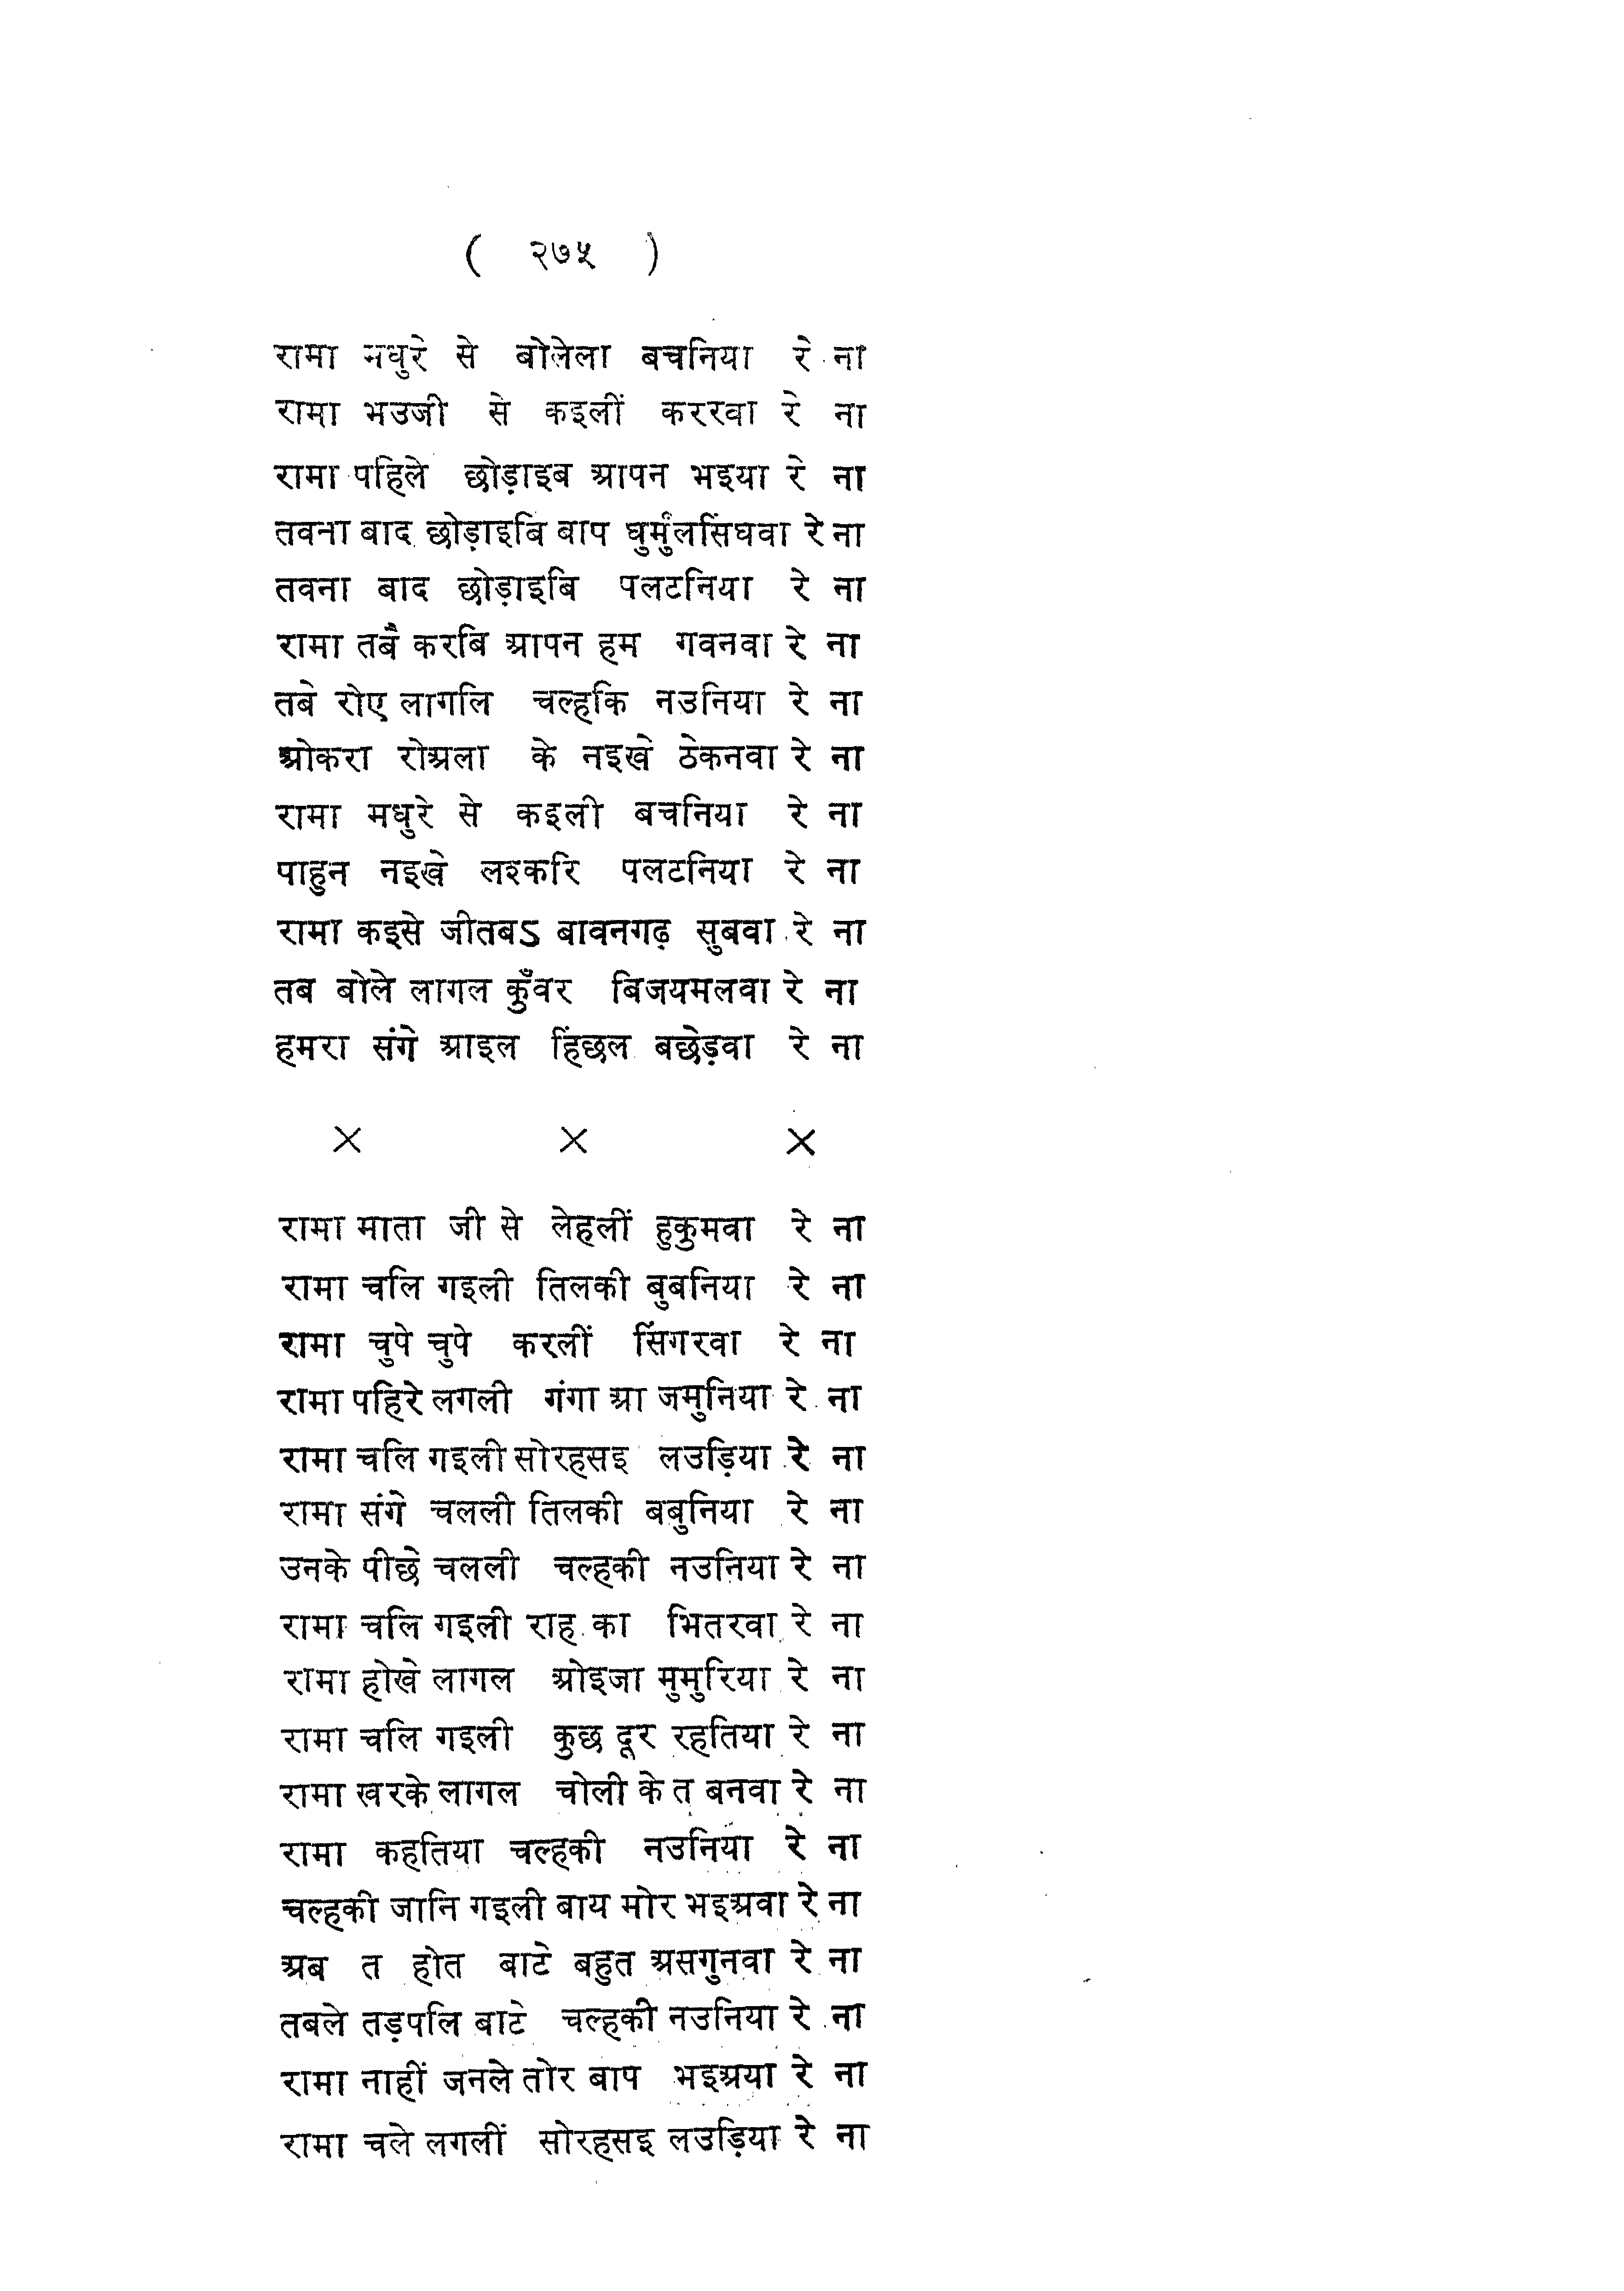 ( २७५ )
रामा मधुरे से बोलेला बचनिया रे ना
रामा भउजी से कइलीं कररवा रे ना
रामा पहिले छोड़ाइब आपन भइया रे ना
तवना बाद छोड़ाइबि बाप घुर्मुंलसिंघवा रे ना
तवना बाद छोड़ाइबि पलटनिया रे ना
रामा तबै करबि आपन हम गवनवा रे ना
तबे रोए लागलि चल्हकि नउनिया रे ना
ओकरा रोअला के नइखे ठेकनवा रे ना
रामा मधुरे से कइली बचनिया रे ना
पाहुन नइखे लश्करि पलटनिया रे ना
रामा कइसे जीतबऽ बावनगढ़ सुबवा रे ना
तब बोले लागल कुँवर बिजयमलवा रे ना
हमरा संगे आइल हिंछल बछेड़वा रे ना
× × ×
रामा माता जी से लेहलीं हुकुमवा रे ना
रामा चलि गइली तिलकी बुबनिया रे ना
रामा चुपे चुपे करलीं सिंगरवा रे ना
रामा पहिरे लगली गंगा आ जमुनिया रे ना
रामा चलि गइली सोरहसइ लउड़िया रे ना
रामा संगे चलली तिलकी बबुनिया रे ना
उनके पीछे चलली चल्हकी नउनिया रे ना
रामा चलि गइली राह का भितरवा रे ना
रामा होखे लागल ओइजा मुमुरिया रे ना
रामा चलि गइली कुछ दूर रहतिया रे ना
रामा खरके लागल चोली के त बनवा रे ना
रामा कहतिया चल्हकी नउनिया रे ना
चल्हकी जानि गइली बाय मोर भइअवा रे ना
अब त होत बाटे बहुत असगुनवा रे ना
तबले तड़पलि बाटे चल्हकी नउनिया रे ना
रामा नाहीं जनले तोर बाप भइअया रे ना
रामा चले लगलीं सोरहसइ लउड़िया रे ना